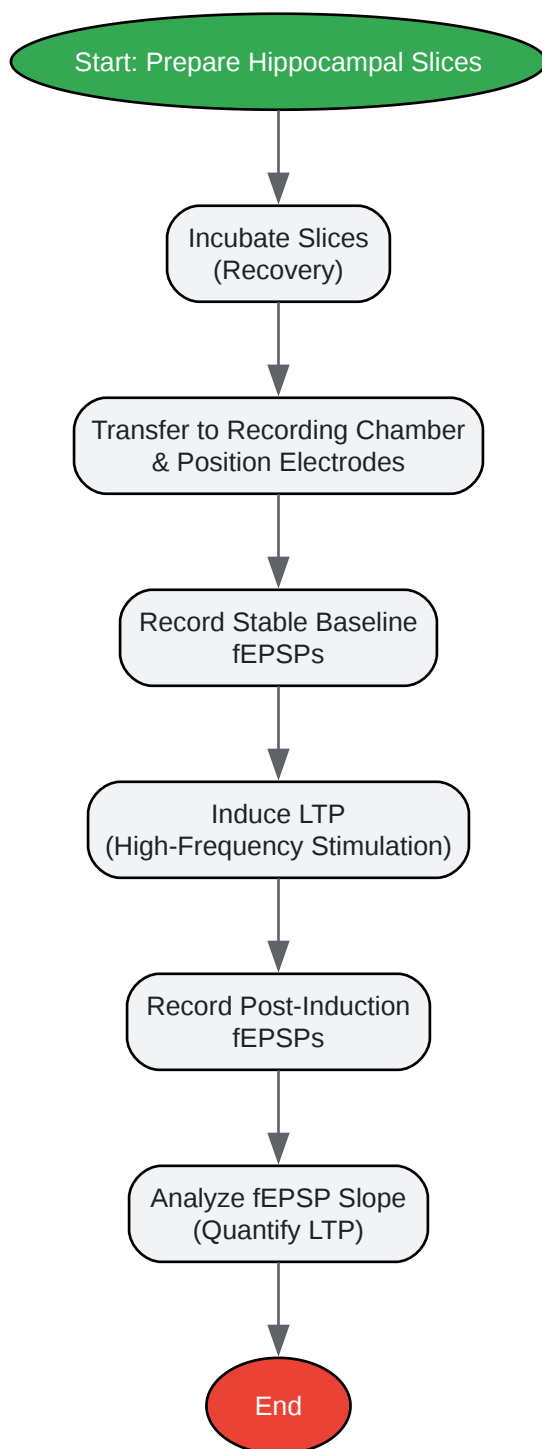 Start: Prepare Hippocampal Slices
Incubate Slices
(Recovery)
Transfer to Recording Chamber
& Position Electrodes
Record Stable Baseline
fEPSPs
Induce LTP
(High-Frequency Stimulation)
Record Post-Induction
fEPSPs
Analyze fEPSP Slope
(Quantify LTP)
End